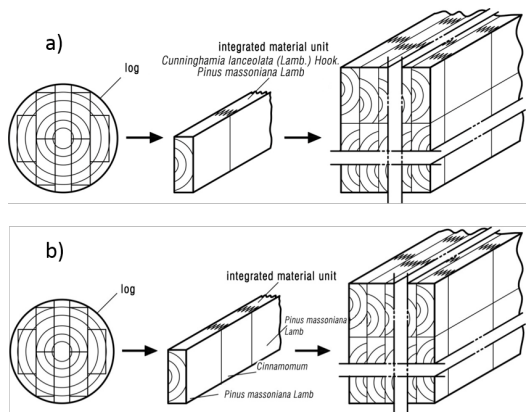 a)
log
integrated material unit
Cunninghamia lanceolata (Lamb.) Hook.
Pinus massoniana Lamb
b)
log
integrated material unit
Pinus massoniana
Lamb
Cinnamomum
Pinus massoniana Lamb